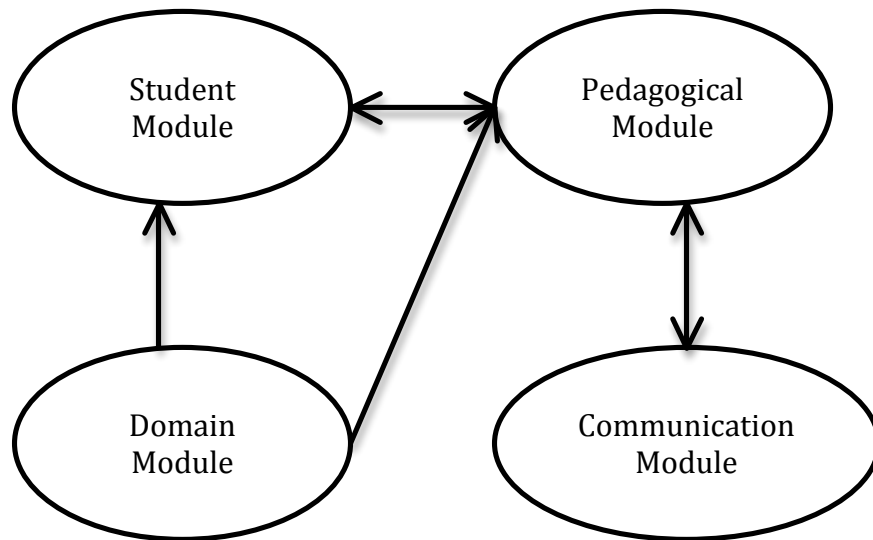 Student
Module
Pedagogical
Module
Domain
Module
Communication
Module